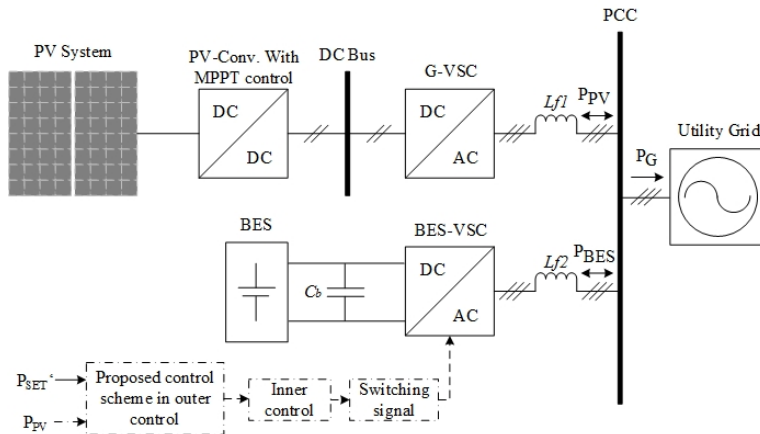 PCC
PV System
PV-Conv. With
MPPT control
DC Bus
G-VSC
Lf1
PPV
Utility Grid
DC
DC
DC
AC
PG
BES
BES-VSC
Lf2
PBES
Cb
DC
AC
PSET‘
Proposed control
scheme in outer
control
Inner
control
Switching
signal
PPV